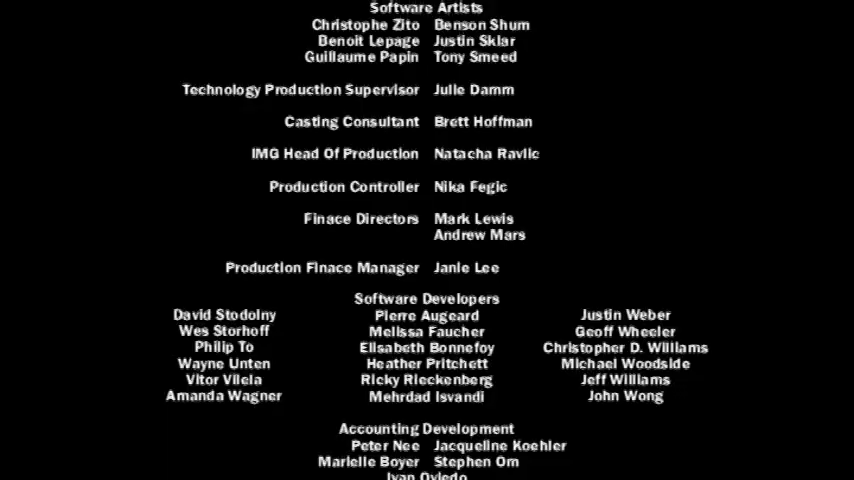 Software Artists
Christophe Zito Benson Shum
Benoit Lepage Justin Sklar
Guillaume Papin Tony Smeed
Technology Production Supervisor Julie Damm
Casting Consultant Brett Hoffman
IMG Head Of Production Natacha Ravlic
Production Controller Nika Fegic
Finace Directors Mark Lewis
Andrew Mars
Production Finace Manager Janie Lee
Software Developers
David Stodolny Pierre Augeard Justin Weber
Wes Storhoff Melissa Faucher Geoff Wheeler
Philip To Elisabeth Bonnefoy Christopher D. Williams
Wayne Unten Heather Pritchett Michael Woodside
Vitor Vilela Ricky Rieckenberg Jeff Williams
Amanda Wagner Mehrdad Isvandi John Wong
Accounting Development
Peter Nee Jacqueline Koehler
Marielle Boyer Stephen Om
Ivan Oviedo